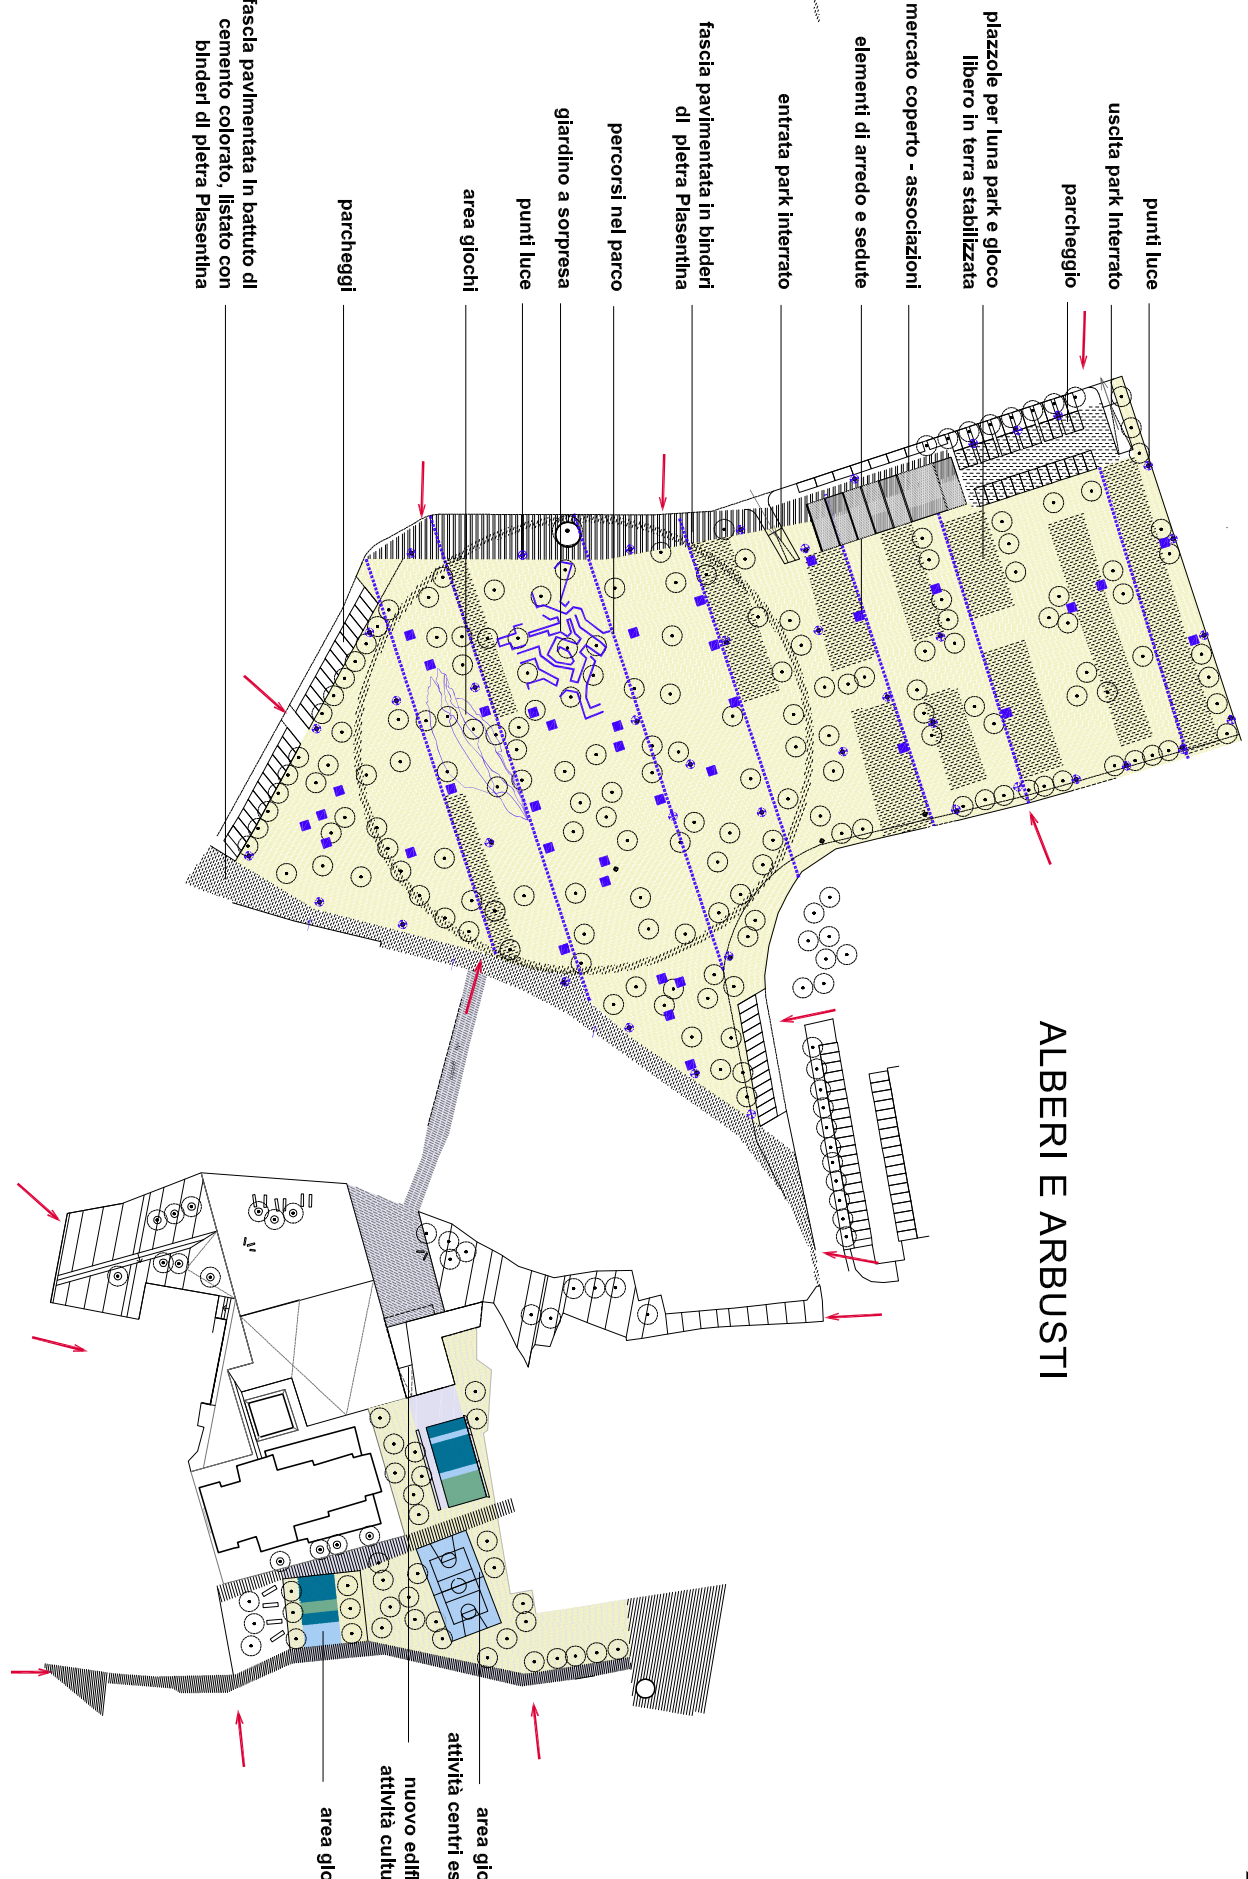 punti luce
uscita park interrato
parcheggio
piazzole per luna park e gioco
libero in terra stabilizzata
mercato coperto - associazioni
elementi di arredo e sedute
entrata park interrato
fascia pavimentata in binderi
di pietra Piasentina
percorsi nel parco
giardino a sorpresa
punti luce
area giochi
parcheggi
fascia pavimentata in battuto di
cemento colorato, listato con
binderi di pietra Piasentina
ALBERI E ARBUSTI
area gio
attività centri es
nuovo edifi
attività cultu
area gio